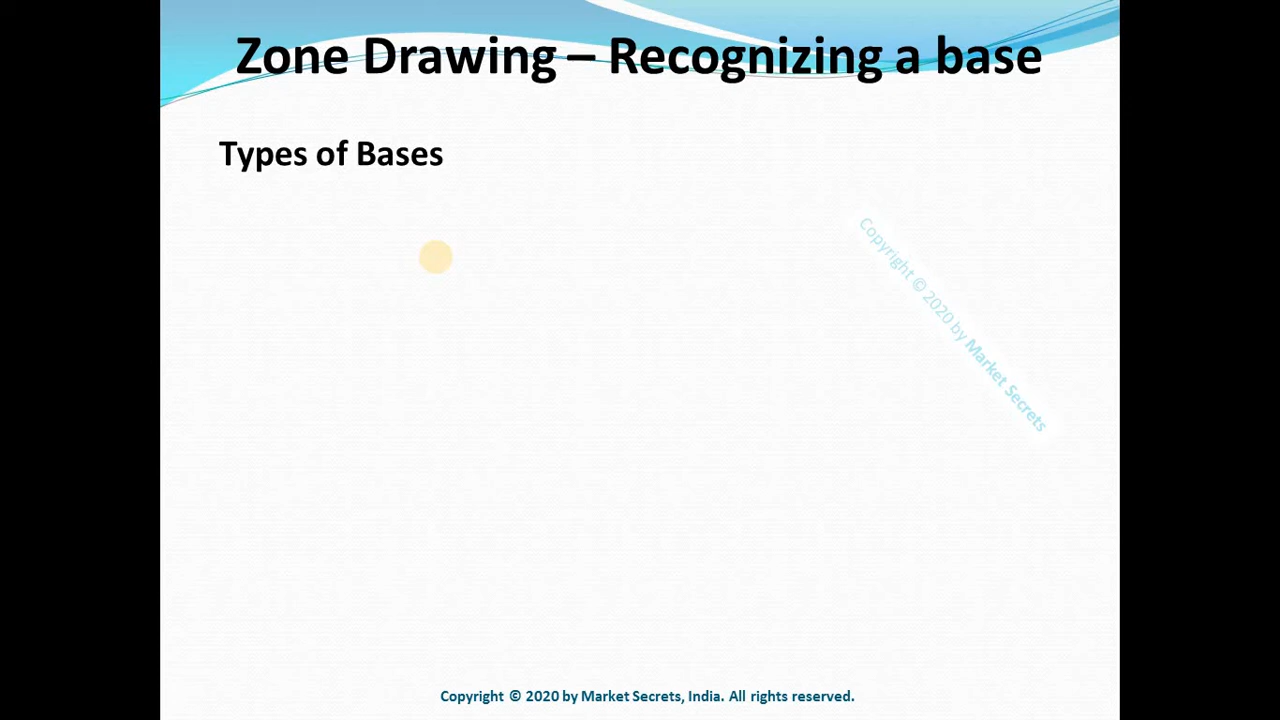 Zone Drawing – Recognizing a base
Types of Bases
Copyright © 2020 by Market Secrets
Copyright © 2020 by Market Secrets, India. All rights reserved.